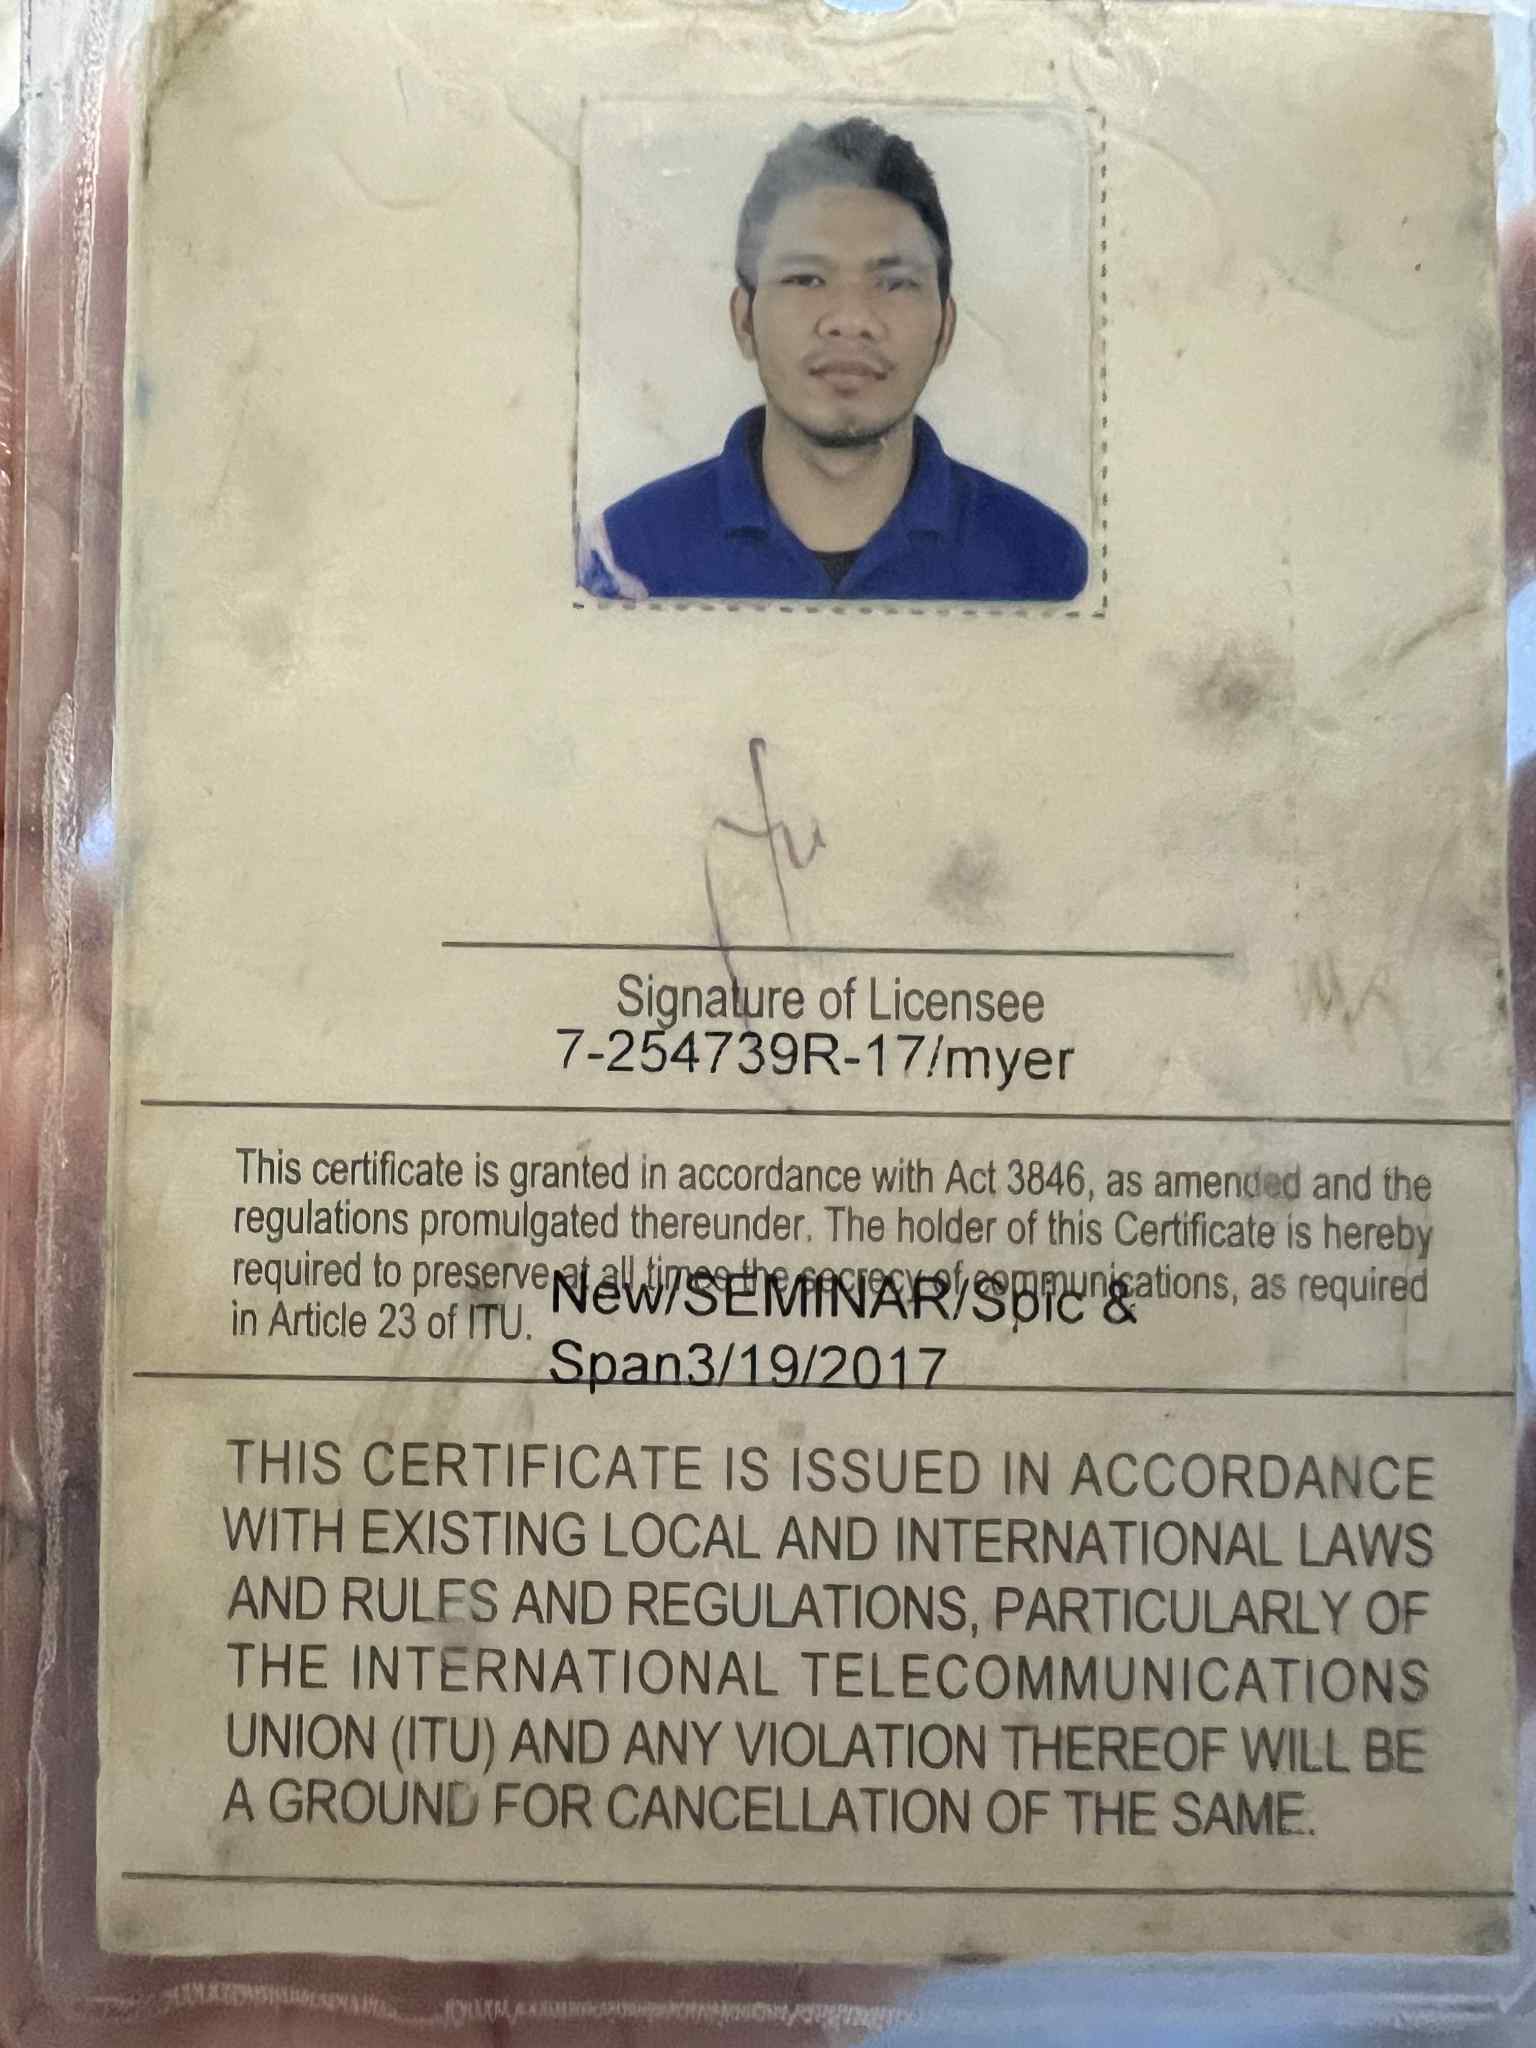 Signature of Licensee
7-254739R-17/myer
This certificate is granted in accordance with Act 3846, as amended and the
regulations promulgated thereunder. The holder of this Certificate is hereby
required to preserve at all times the secrecy of communications, as required
in Article 23 of ITU.
New/SEMINAR/Spic &
Span3/19/2017
THIS CERTIFICATE IS ISSUED IN ACCORDANCE
WITH EXISTING LOCAL AND INTERNATIONAL LAWS
AND RULES AND REGULATIONS, PARTICULARLY OF
THE INTERNATIONAL TELECOMMUNICATIONS
UNION (ITU) AND ANY VIOLATION THEREOF WILL BE
A GROUND FOR CANCELLATION OF THE SAME.